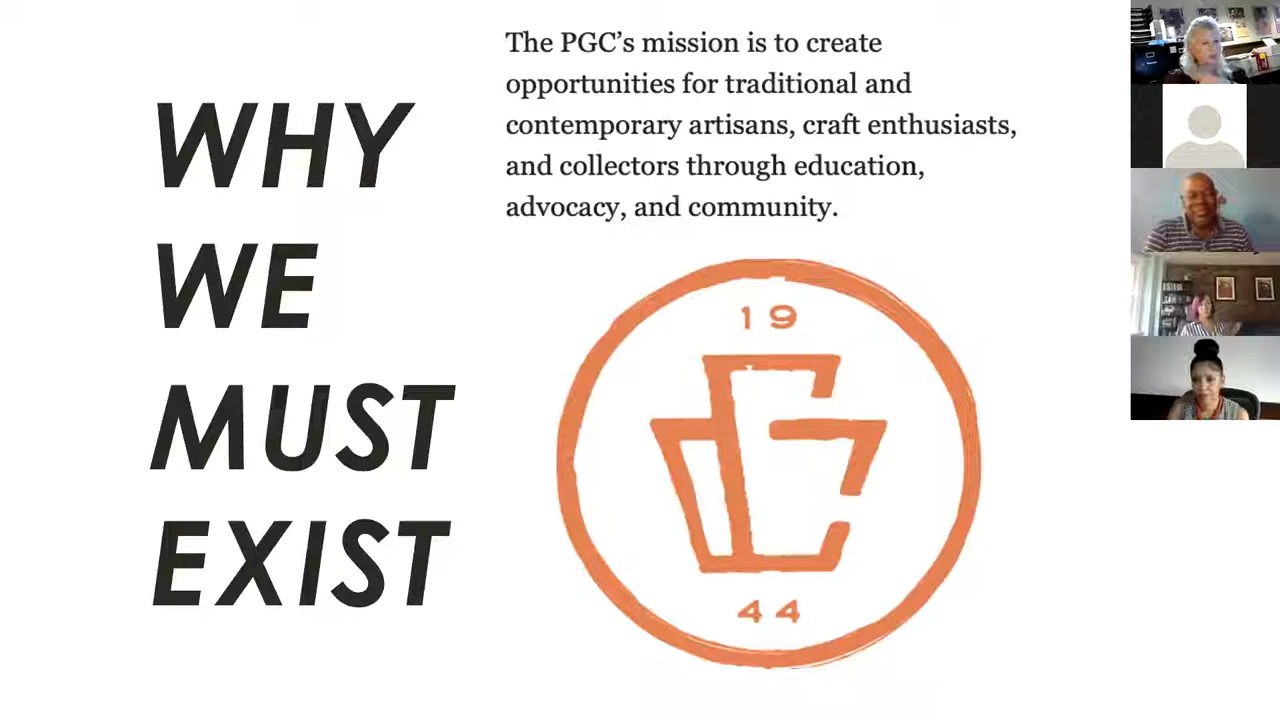 WHY
WE
MUST
EXIST
The PGC’s mission is to create
opportunities for traditional and
contemporary artisans, craft enthusiasts,
and collectors through education,
advocacy, and community.
19
44